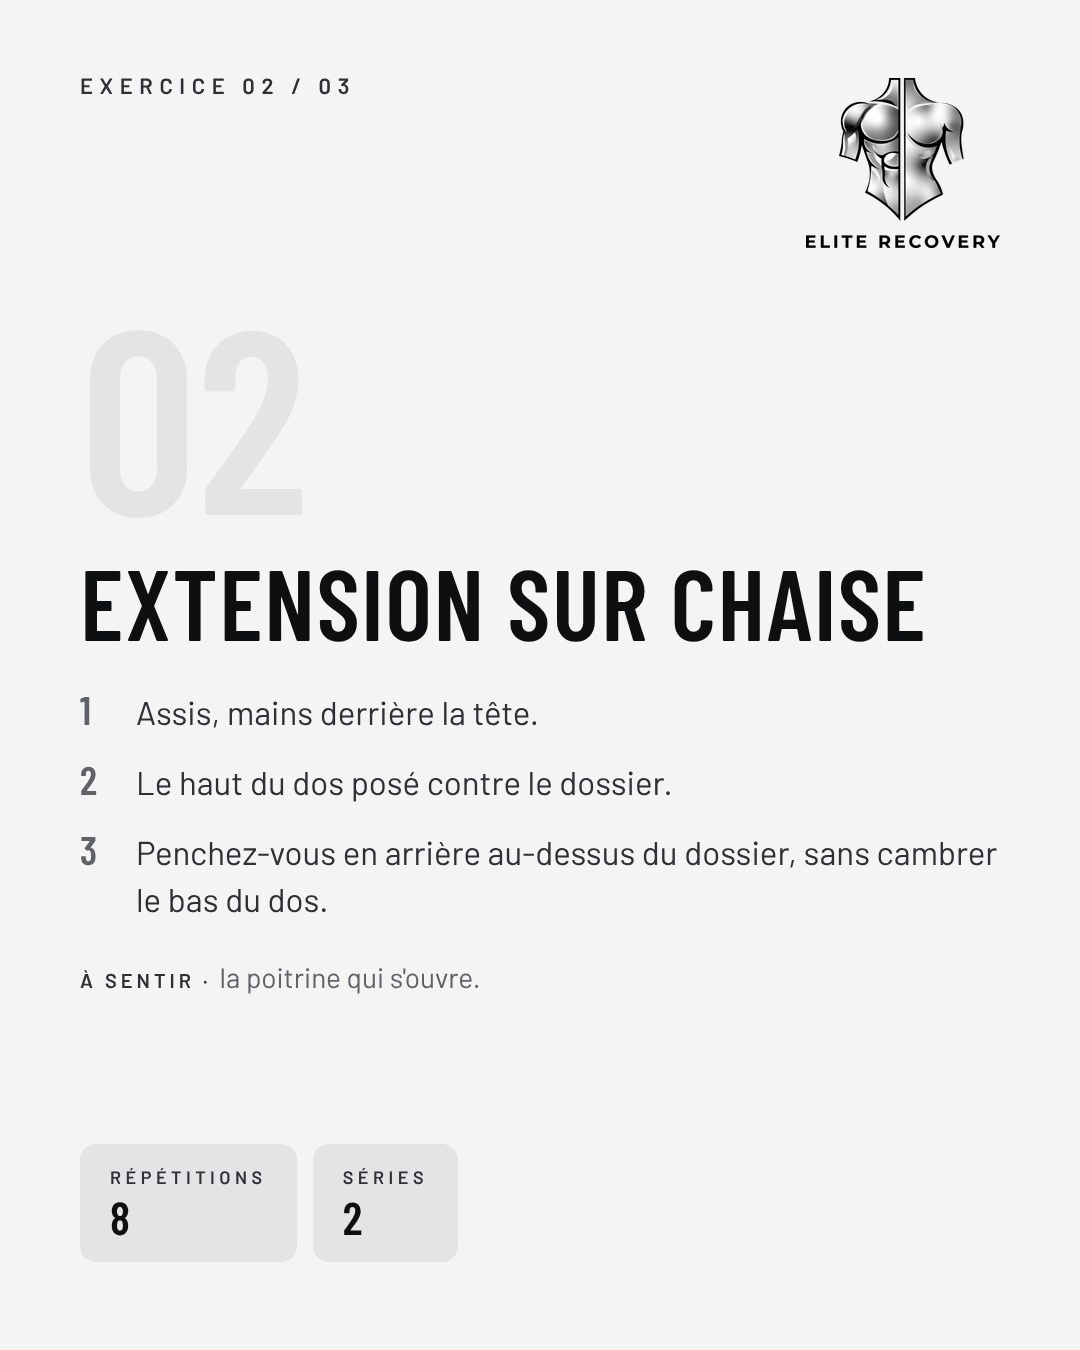 EXERCICE 02 / 03
ELITE RECOVERY
02
EXTENSION SUR CHAISE
1 Assis, mains derrière la tête.
2 Le haut du dos posé contre le dossier.
3 Penchez-vous en arrière au-dessus du dossier, sans cambrer
le bas du dos.
À SENTIR · la poitrine qui s'ouvre.
RÉPÉTITIONS
8
SÉRIES
2